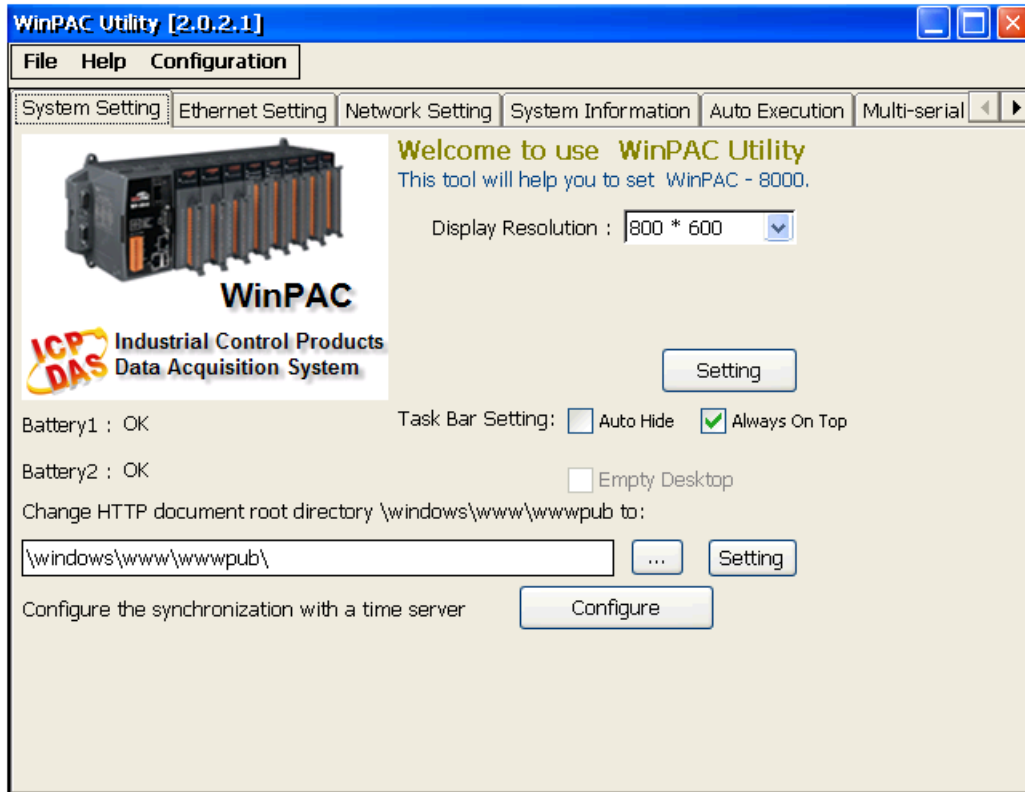 WinPAC Utility [2.0.2.1]
File Help Configuration
System Setting Ethernet Setting Network Setting System Information Auto Execution Multi-serial
Welcome to use WinPAC Utility
This tool will help you to set WinPAC - 8000.
Display Resolution : 800 * 600
WinPAC
ICP DAS
Industrial Control Products
Data Acquisition System
Setting
Battery1 : OK
Task Bar Setting: Auto Hide Always On Top
Battery2 : OK
Empty Desktop
Change HTTP document root directory \windows\www\wwwpub to:
\windows\www\wwwpub\ ... Setting
Configure the synchronization with a time server Configure